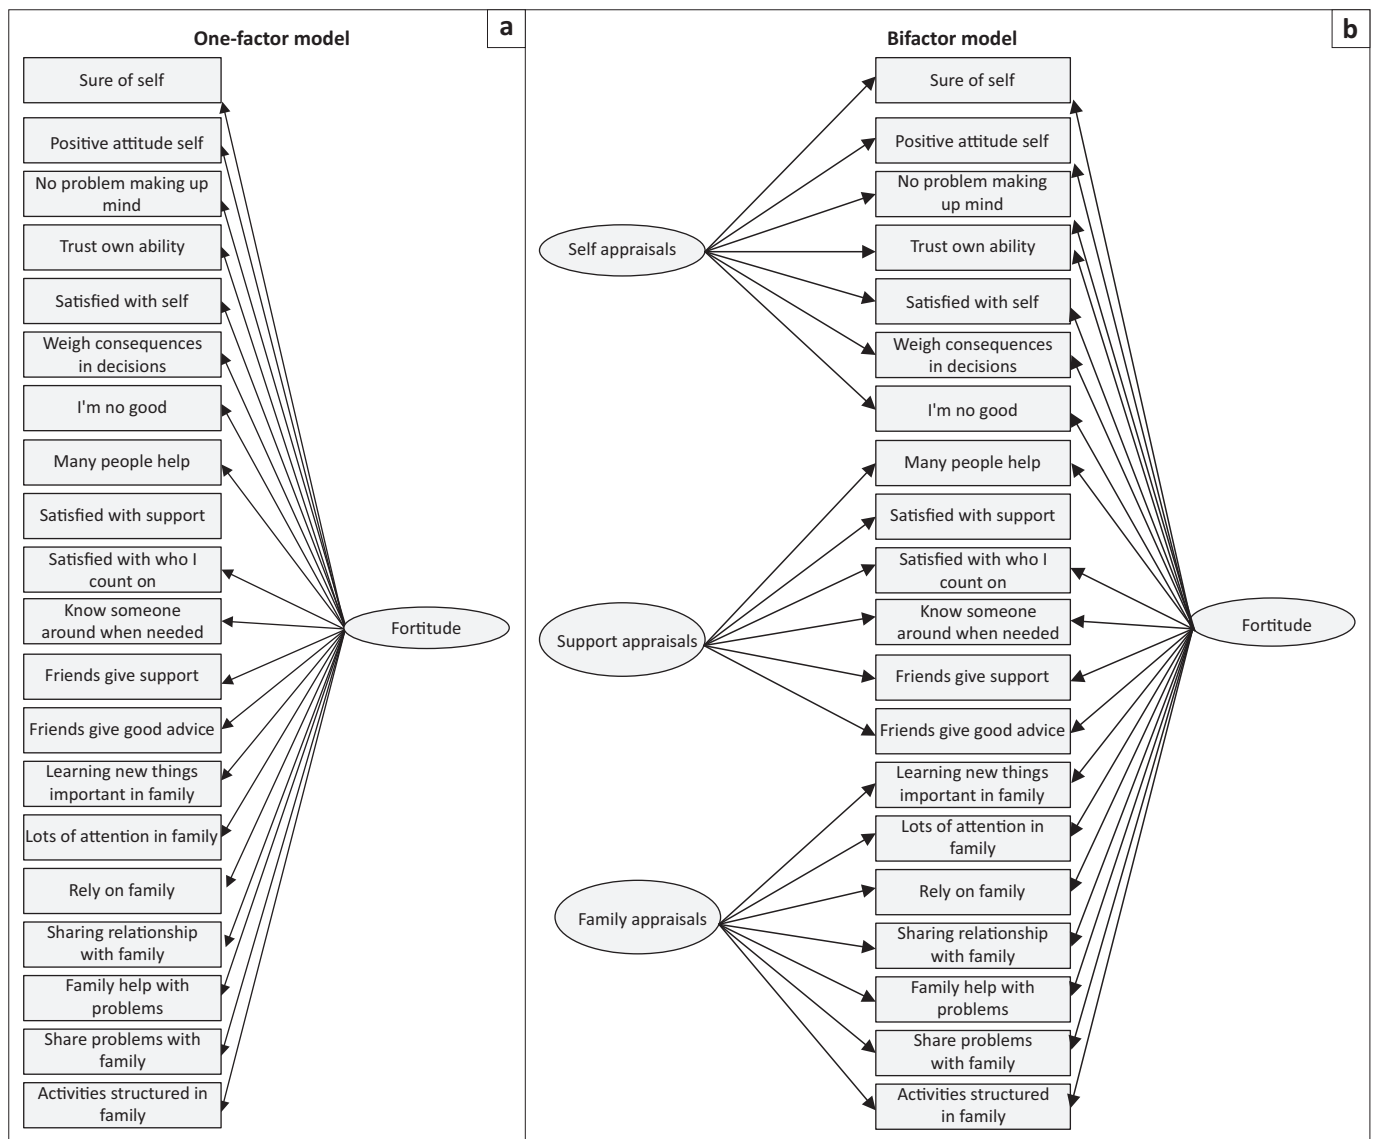 One-factor model
a
Sure of self
Positive attitude self
No problem making up
mind
Trust own ability
Satisfied with self
Weigh consequences
in decisions
I'm no good
Many people help
Satisfied with support
Satisfied with who I
count on
Know someone
around when needed
Friends give support
Friends give good advice
Learning new things
important in family
Lots of attention in family
Rely on family
Sharing relationship
with family
Family help with
problems
Share problems with
family
Activities structured in
family
Fortitude
Bifactor model
b
Self appraisals
Support appraisals
Family appraisals
Sure of self
Positive attitude self
No problem making
up mind
Trust own ability
Satisfied with self
Weigh consequences
in decisions
I'm no good
Many people help
Satisfied with support
Satisfied with who I
count on
Know someone
around when needed
Friends give support
Friends give good advice
Learning new things
important in family
Lots of attention in
family
Rely on family
Sharing relationship
with family
Family help with
problems
Share problems
with family
Activities structured
in family
Fortitude